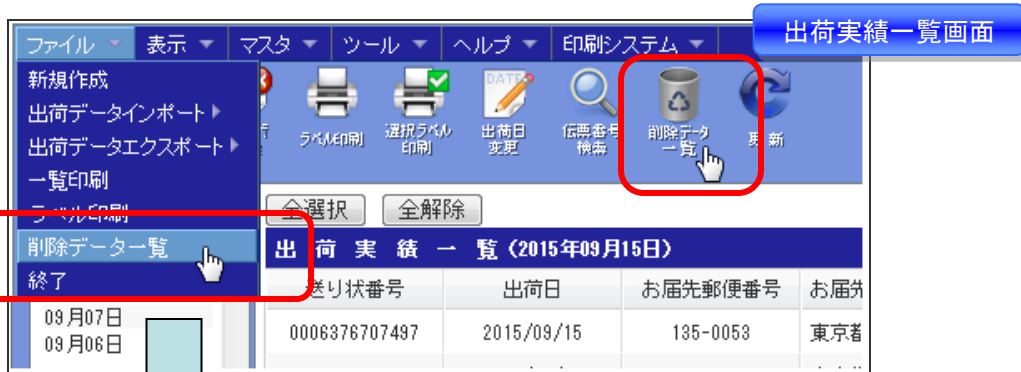 出荷実績一覧画面
ファイル 表示 マスタ ツール ヘルプ 印刷システム
新規作成
出荷データインポート
出荷データエクスポート
一覧印刷
ラベル印刷
削除データ一覧
終了
09月07日
09月06日
ラベル印刷
選択ラベル
印刷
DATE
出荷日
変更
伝票番号
検索
削除データ
一覧
更新
全選択 全解除
出荷実績一覧(2015年09月15日)
送り状番号 出荷日 お届先郵便番号 お届先
0006376707497 2015/09/15 135-0053 東京都